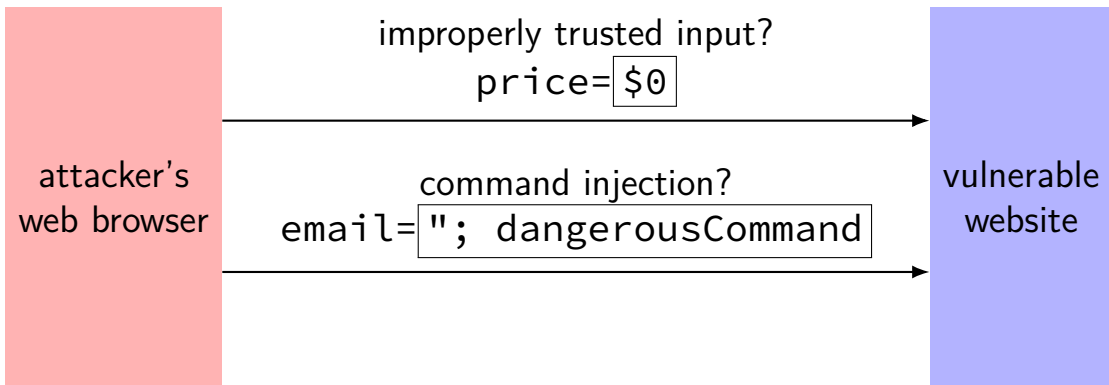 improperly trusted input?
price=$0
attacker's
web browser
command injection?
email="; dangerousCommand
vulnerable
website